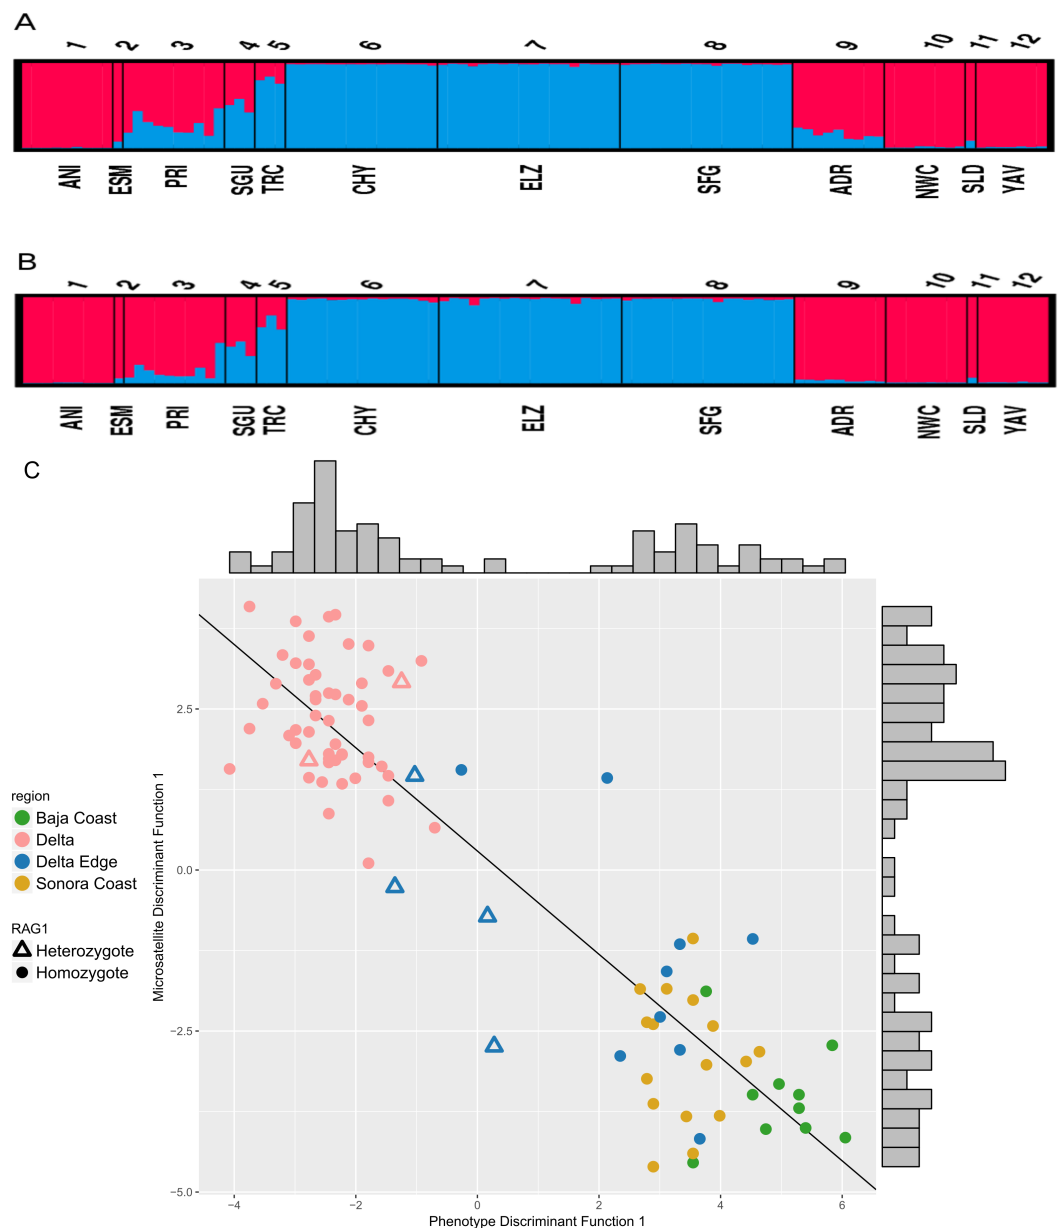 A
1 2 3 4 5 6 7 8 9 10 11 12
ANI ESM PRI SGU TRC CHY ELZ SFG ADR NWC SLD YAV
B
1 2 3 4 5 6 7 8 9 10 11 12
ANI ESM PRI SGU TRC CHY ELZ SFG ADR NWC SLD YAV
C
region
Baja Coast
Delta
Delta Edge
Sonora Coast
RAG1
Heterozygote
Homozygote
Microsatellite Discriminant Function 1
2.5
0.0
−2.5
−5.0
−4 −2 0 2 4 6
Phenotype Discriminant Function 1